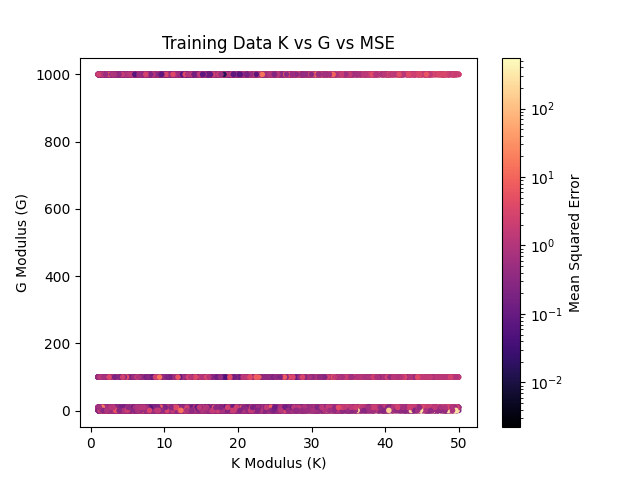 Training Data K vs G vs MSE
1000
800
600
400
200
0
G Modulus (G)
0 10 20 30 40 50
K Modulus (K)
10²
10¹
10⁰
10⁻¹
10⁻²
Mean Squared Error